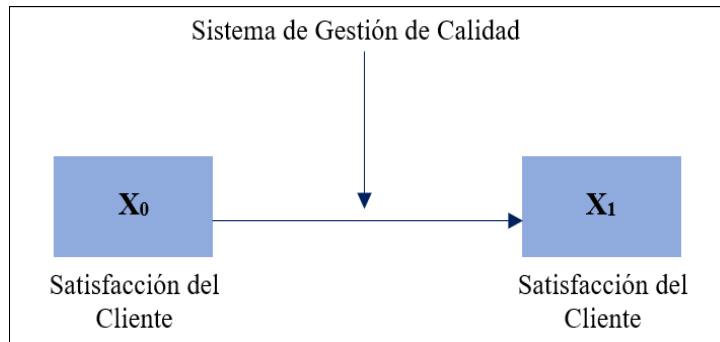 Sistema de Gestión de Calidad
X₀
X₁
Satisfacción del
Cliente
Satisfacción del
Cliente